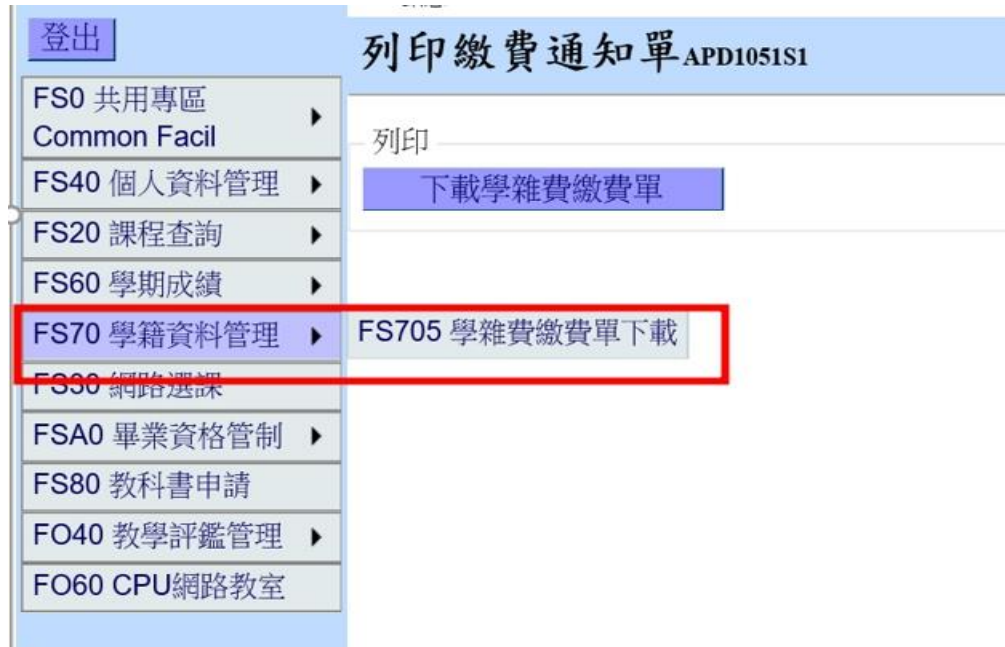 登出
列印繳費通知單APD1051S1
FS0 共用專區
Common Facil
列印
下載學雜費繳費單
FS40 個人資料管理
FS20 課程查詢
FS60 學期成績
FS70 學籍資料管理
FS705 學雜費繳費單下載
FS30 網路選課
FSA0 畢業資格管制
FS80 教科書申請
FO40 教學評鑑管理
FO60 CPU網路教室